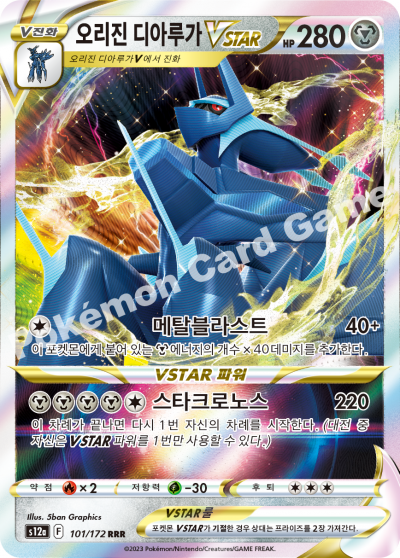 V진화
오리진 디아루가 VSTAR HP 280
오리진 디아루가V에서 진화
Pokémon Card Game
메탈블라스트 40+
이 포켓몬에게 붙어 있는 에너지의 개수×40데미지를 추가한다.
VSTAR 파워
스타크로노스 220
이 차례가 끝나면 다시 1번 자신의 차례를 시작한다. (대전 중
자신은 VSTAR 파워를 1번만 사용할 수 있다.)
약점 ×2 저항력 -30 후퇴
Illus. 5ban Graphics
VSTAR룰
s12a F 101/172 RRR
포켓몬 VSTAR가 기절한 경우 상대는 프라이즈를 2장 가져간다.
©2023 Pokémon/Nintendo/Creatures/GAME FREAK.